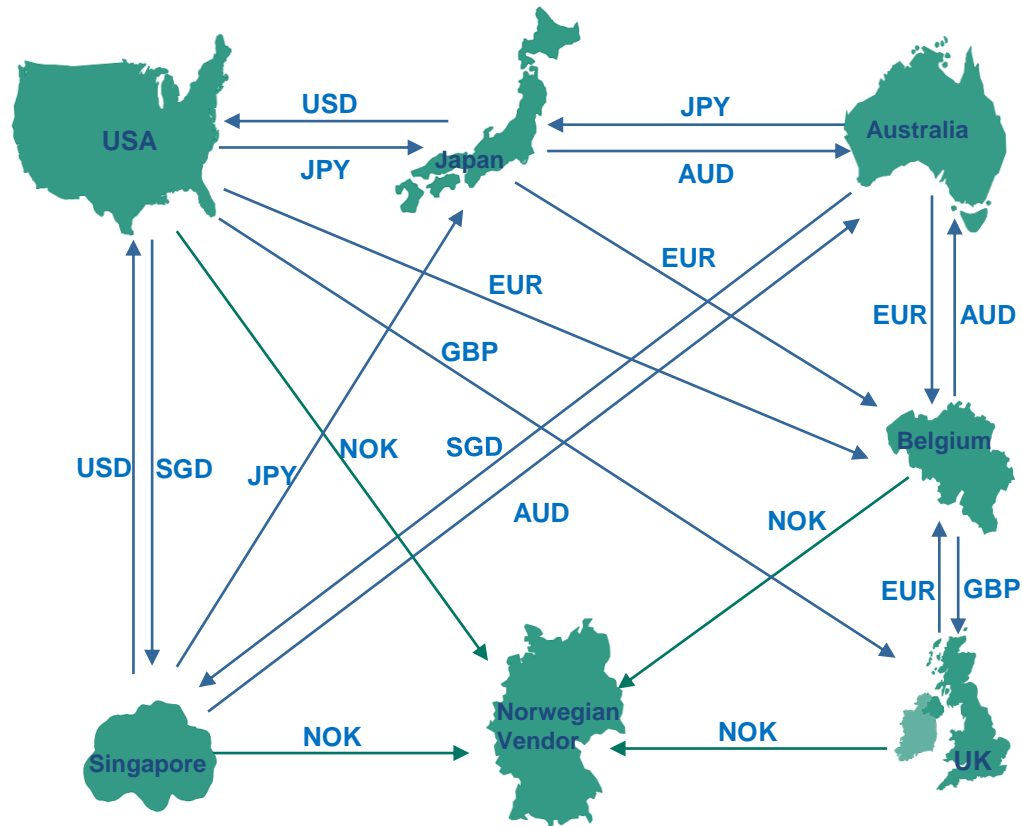 USD
JPY
USA
Australia
Japan
JPY
AUD
EUR
EUR
EUR
AUD
GBP
NOK
SGD
Belgium
USD
SGD
JPY
AUD
NOK
EUR
GBP
Norwegian
Vendor
NOK
NOK
Singapore
UK